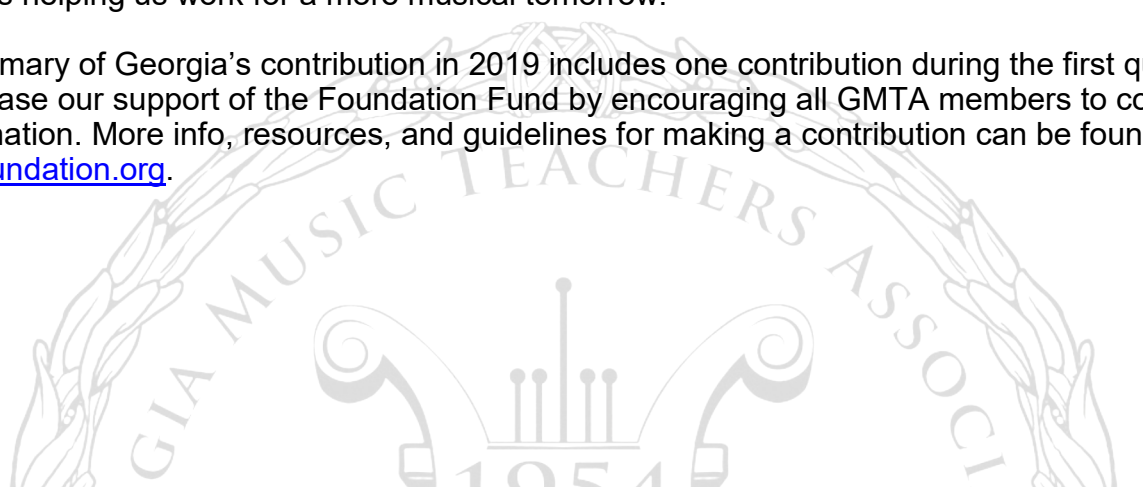 helping us work for a more musical tomorrow.
mary of Georgia’s contribution in 2019 includes one contribution during the first q
ase our support of the Foundation Fund by encouraging all GMTA members to co
nation. More info, resources, and guidelines for making a contribution can be foun
undation.org.
GIA MUSIC TEACHERS ASSOCI
1954